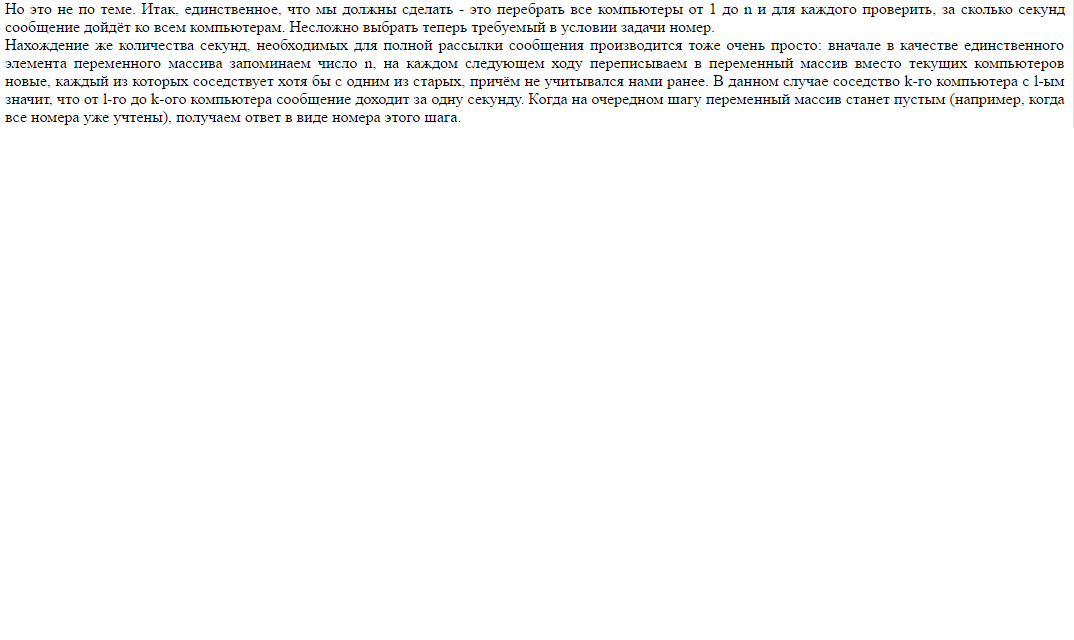 Но это не по теме. Итак, единственное, что мы должны сделать - это перебрать все компьютеры от 1 до n и для каждого проверить, за сколько секунд
сообщение дойдёт ко всем компьютерам. Несложно выбрать теперь требуемый в условии задачи номер.
Нахождение же количества секунд, необходимых для полной рассылки сообщения производится тоже очень просто: вначале в качестве единственного
элемента переменного массива запоминаем число n, на каждом следующем ходу переписываем в переменный массив вместо текущих компьютеров
новые, каждый из которых соседствует хотя бы с одним из старых, причём не учитывался нами ранее. В данном случае соседство k-го компьютера с l-ым
значит, что от l-го до k-ого компьютера сообщение доходит за одну секунду. Когда на очередном шагу переменный массив станет пустым (например, когда
все номера уже учтены), получаем ответ в виде номера этого шага.